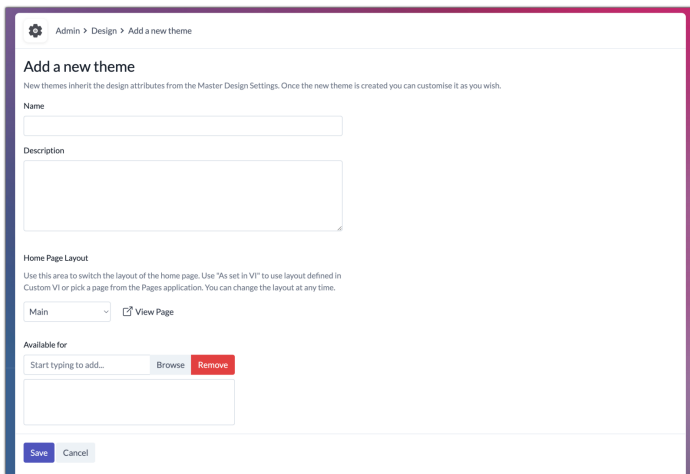 Admin > Design > Add a new theme
Add a new theme
New themes inherit the design attributes from the Master Design Settings. Once the new theme is created you can customise it as you wish.
Name
Description
Home Page Layout
Use this area to switch the layout of the home page. Use "As set in VI" to use layout defined in
Custom VI or pick a page from the Pages application. You can change the layout at any time.
Main View Page
Available for
Start typing to add... Browse Remove
Save Cancel